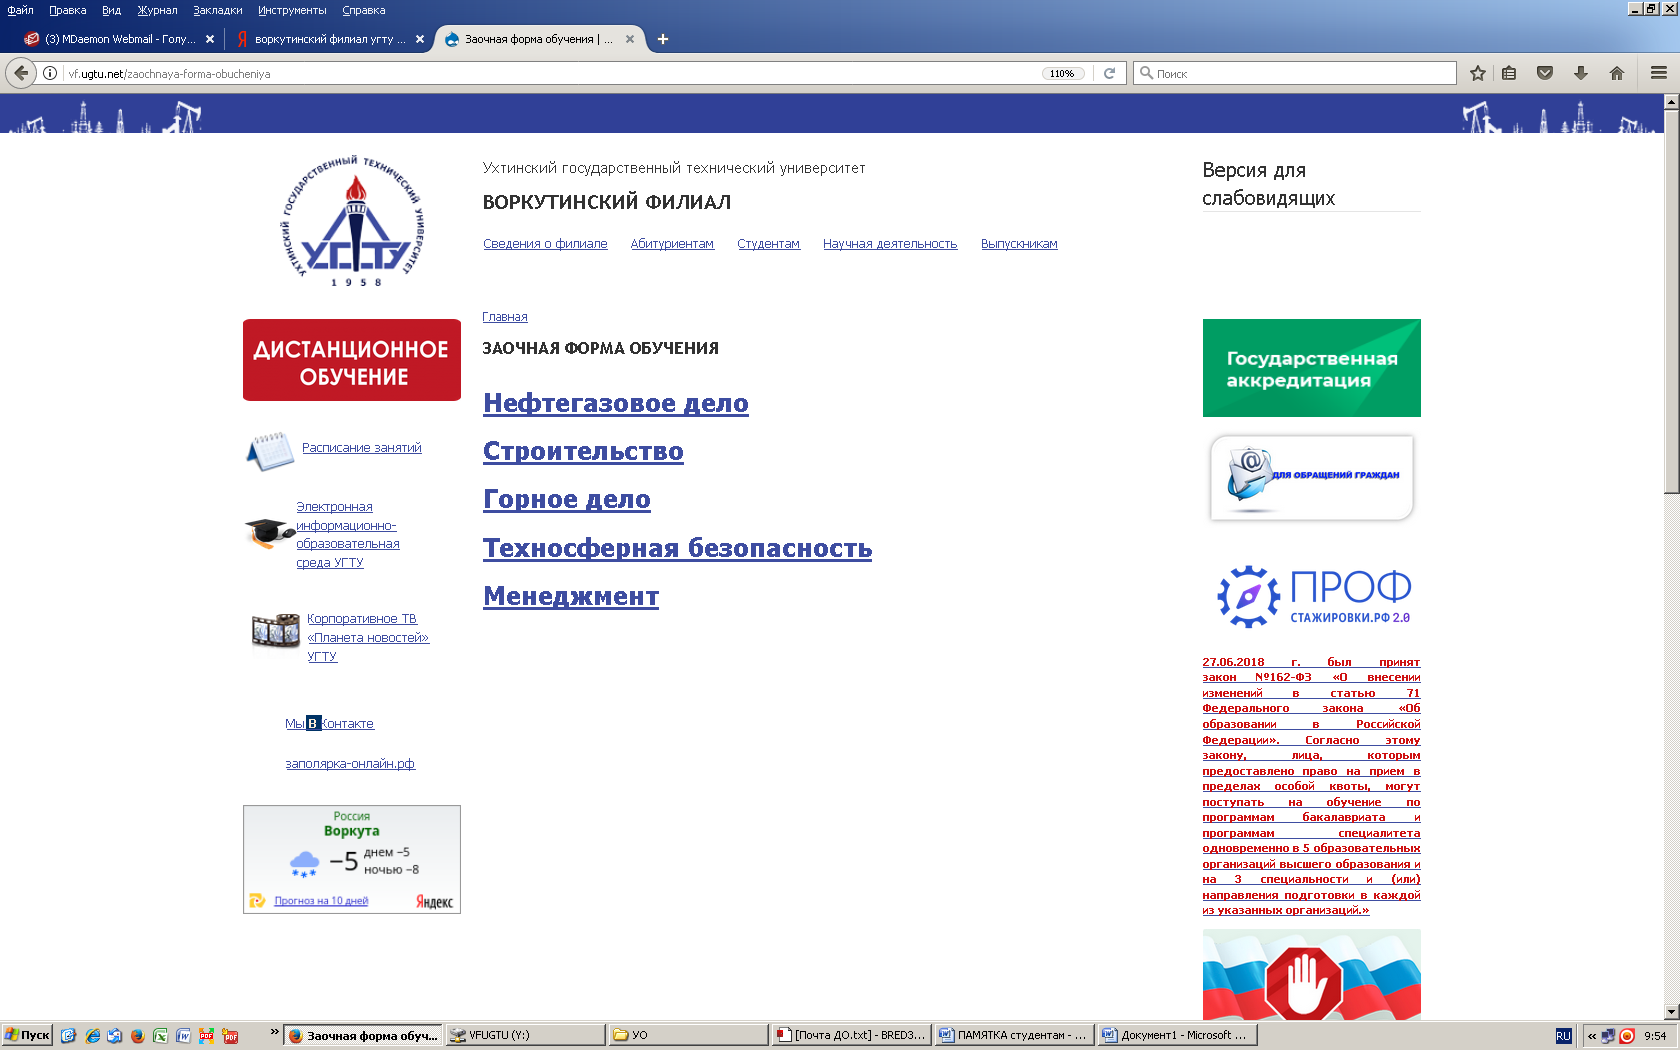 Файл Правка Вид Журнал Закладки Инструменты Справка
(3) MDaemon Webmail - Голу...
воркутинский филиал угту ...
Заочная форма обучения | ...
vf.ugtu.net/zaochnaya-forma-obucheniya
110%
Поиск
УХТИНСКИЙ ГОСУДАРСТВЕННЫЙ ТЕХНИЧЕСКИЙ УНИВЕРСИТЕТ
УГТУ
1958
Ухтинский государственный технический университет
ВОРКУТИНСКИЙ ФИЛИАЛ
Сведения о филиале Абитуриентам Студентам Научная деятельность Выпускникам
Версия для
слабовидящих
ДИСТАНЦИОННОЕ
ОБУЧЕНИЕ
Расписание занятий
Электронная
информационно-
образовательная
среда УГТУ
Корпоративное ТВ
«Планета новостей»
УГТУ
Мы В Контакте
заполярка-онлайн.рф
Россия
Воркута
−5
днем −5
ночью −8
Прогноз на 10 дней
Яндекс
Главная
ЗАОЧНАЯ ФОРМА ОБУЧЕНИЯ
Нефтегазовое дело
Строительство
Горное дело
Техносферная безопасность
Менеджмент
Государственная
аккредитация
ДЛЯ ОБРАЩЕНИЙ ГРАЖДАН
ПРОФ
СТАЖИРОВКИ.РФ 2.0
27.06.2018 г. был принят
закон №162-ФЗ «О внесении
изменений в статью 71
Федерального закона «Об
образовании в Российской
Федерации». Согласно этому
закону, лица, которым
предоставлено право на прием в
пределах особой квоты, могут
поступать на обучение по
программам бакалавриата и
программам специалитета
одновременно в 5 образовательных
организаций высшего образования и
на 3 специальности и (или)
направления подготовки в каждой
из указанных организаций.»
Пуск
Заочная форма обуч...
VFUGTU (Y:)
УО
[Почта ДО.txt] - BRED3...
ПАМЯТКА студентам - ...
Документ1 - Microsoft ...
RU
9:54